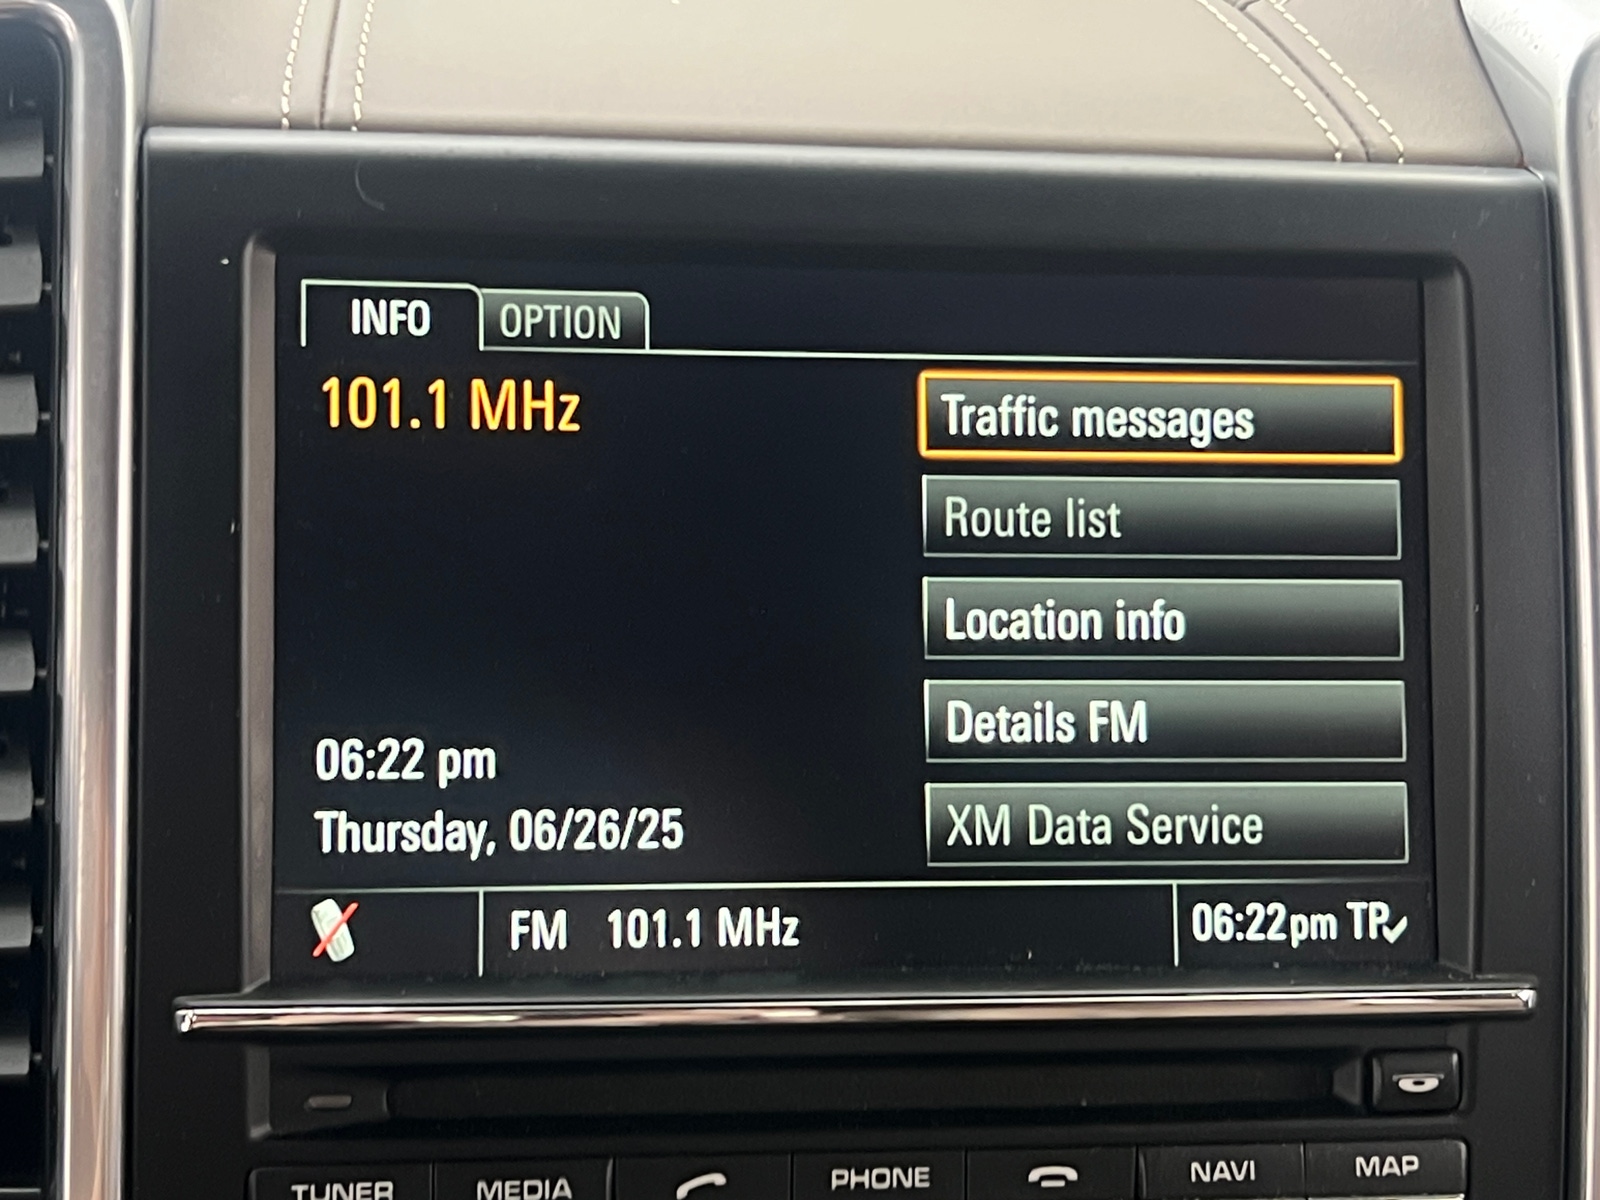 INFO
OPTION
101.1 MHz
Traffic messages
Route list
Location info
Details FM
XM Data Service
06:22 pm
Thursday, 06/26/25
FM 101.1 MHz
06:22pm TP
TUNER
MEDIA
PHONE
NAVI
MAP